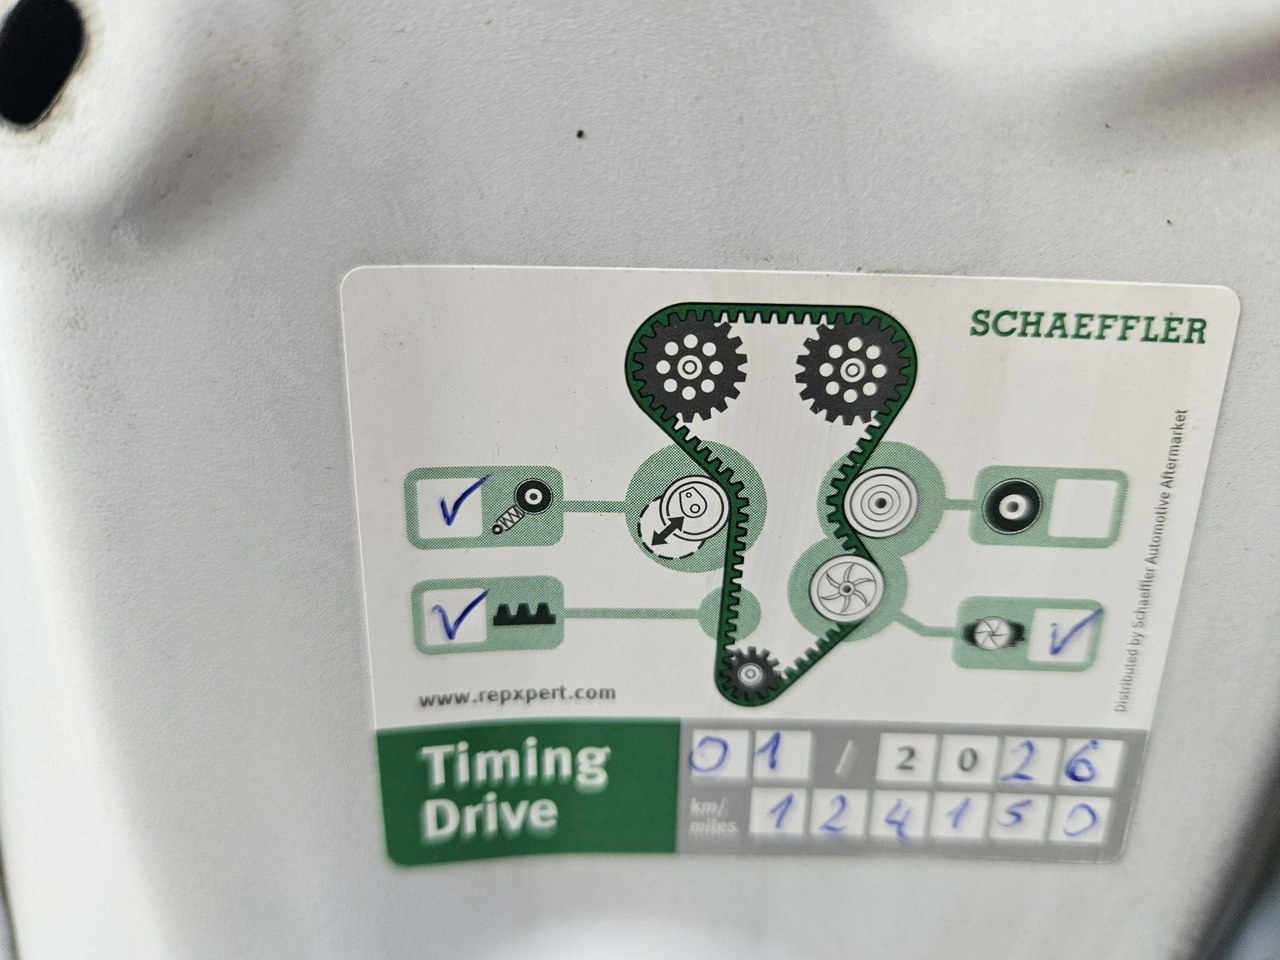 SCHAEFFLER
✓
✓
✓
www.repxpert.com
Distributed by Schaeffler Automotive Aftermarket
Timing
Drive
01 / 2026
km/
miles
124150